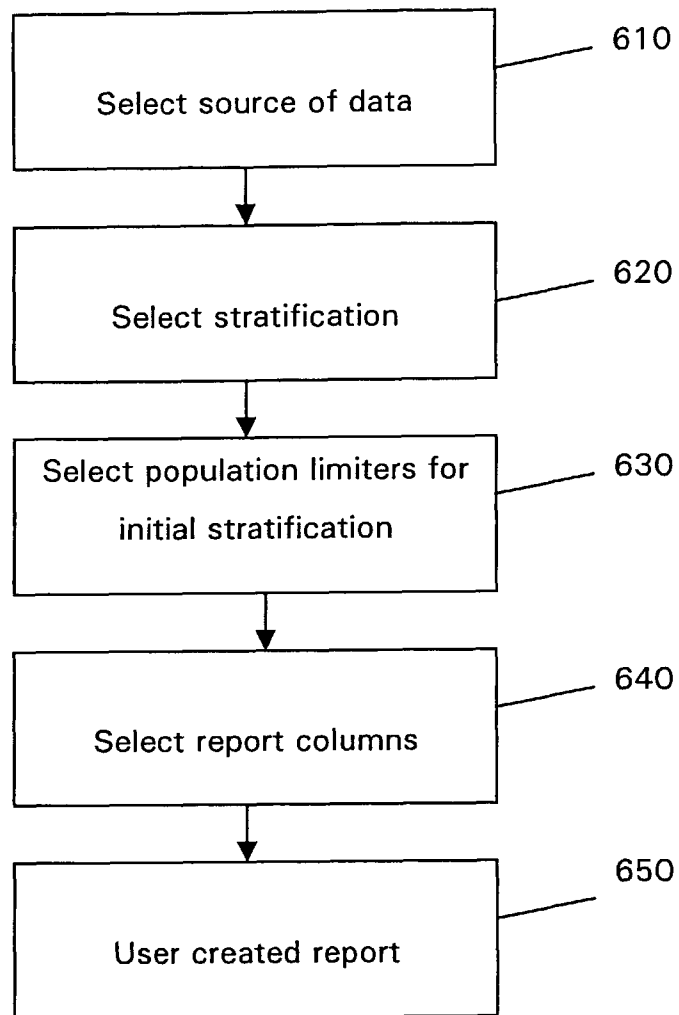 610
Select source of data
620
Select stratification
630
Select population limiters for
initial stratification
640
Select report columns
650
User created report